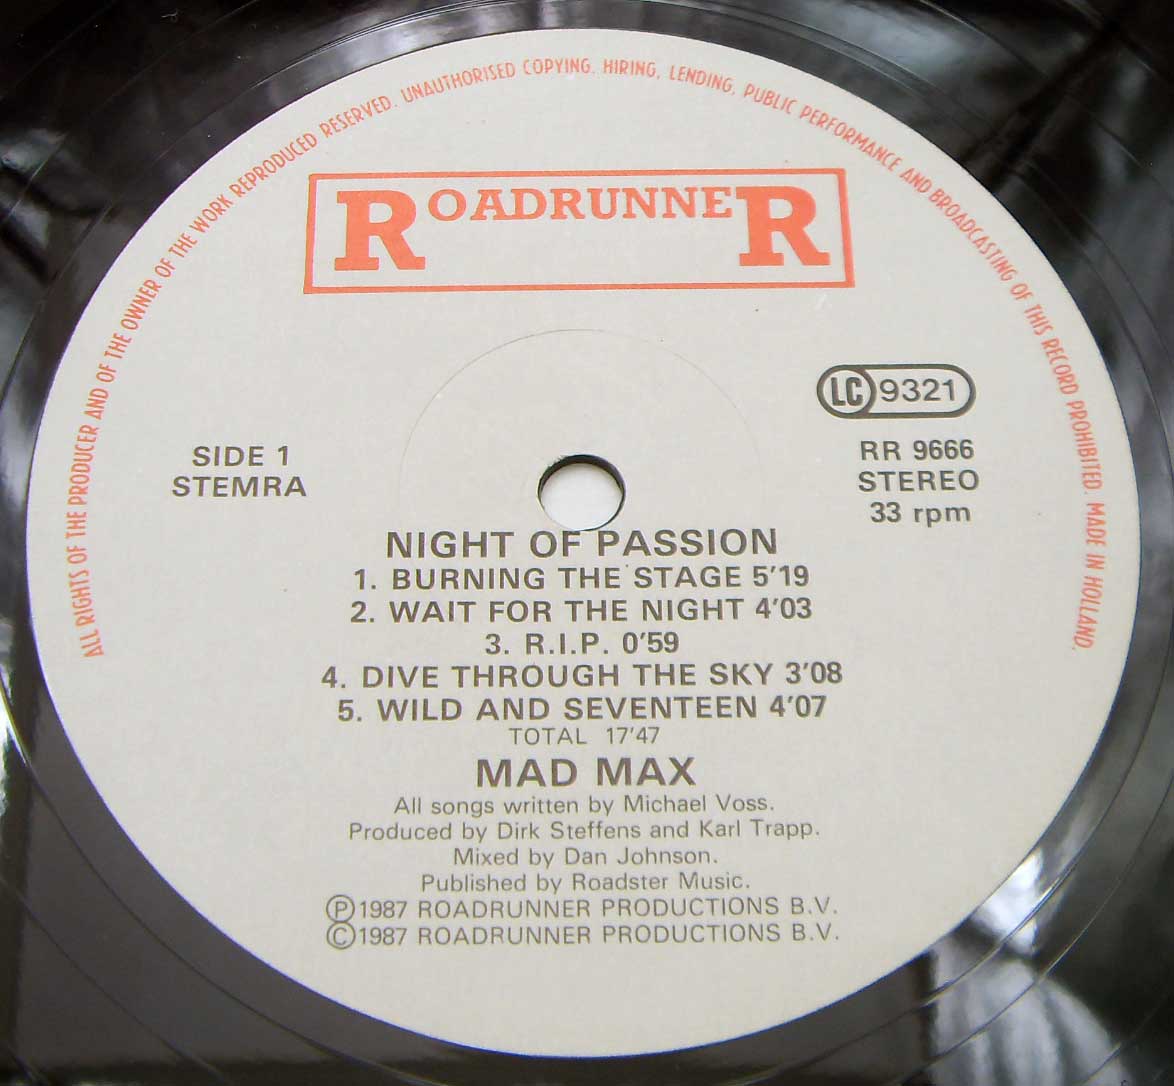 ALL RIGHTS OF THE PRODUCER AND OF THE OWNER OF THE WORK REPRODUCED RESERVED. UNAUTHORISED COPYING. HIRING, LENDING, PUBLIC PERFORMANCE AND BROADCASTING OF THIS RECORD PROHIBITED. MADE IN HOLLAND.
ROADRUNNER
LC 9321
SIDE 1
STEMRA
RR 9666
STEREO
33 rpm
NIGHT OF PASSION
1. BURNING THE STAGE 5'19
2. WAIT FOR THE NIGHT 4'03
3. R.I.P. 0'59
4. DIVE THROUGH THE SKY 3'08
5. WILD AND SEVENTEEN 4'07
TOTAL 17'47
MAD MAX
All songs written by Michael Voss.
Produced by Dirk Steffens and Karl Trapp.
Mixed by Dan Johnson.
Published by Roadster Music.
Ⓟ1987 ROADRUNNER PRODUCTIONS B.V.
©1987 ROADRUNNER PRODUCTIONS B.V.